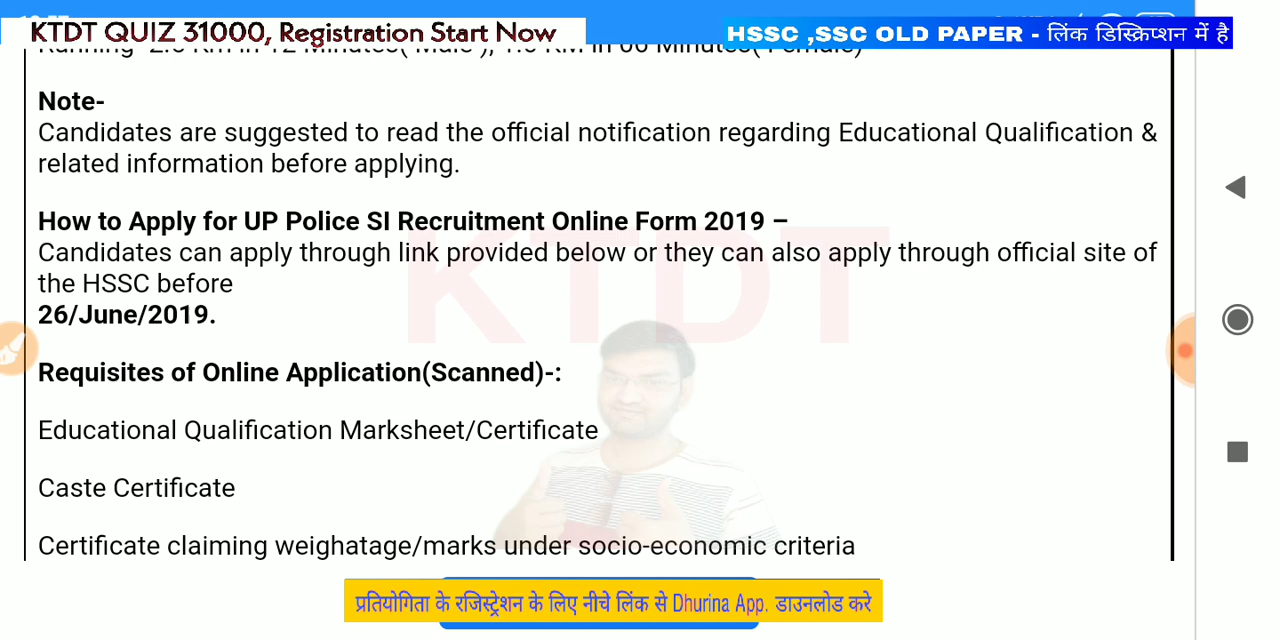 KTDT QUIZ 31000, Registration Start Now
HSSC ,SSC OLD PAPER - लिंक डिस्क्रिप्शन में है
Note-
Candidates are suggested to read the official notification regarding Educational Qualification &
related information before applying.
How to Apply for UP Police SI Recruitment Online Form 2019 –
Candidates can apply through link provided below or they can also apply through official site of
the HSSC before
26/June/2019.
KTDT
Requisites of Online Application(Scanned)-:
Educational Qualification Marksheet/Certificate
Caste Certificate
Certificate claiming weighatage/marks under socio-economic criteria
प्रतियोगिता के रजिस्ट्रेशन के लिए नीचे लिंक से Dhurina App. डाउनलोड करे